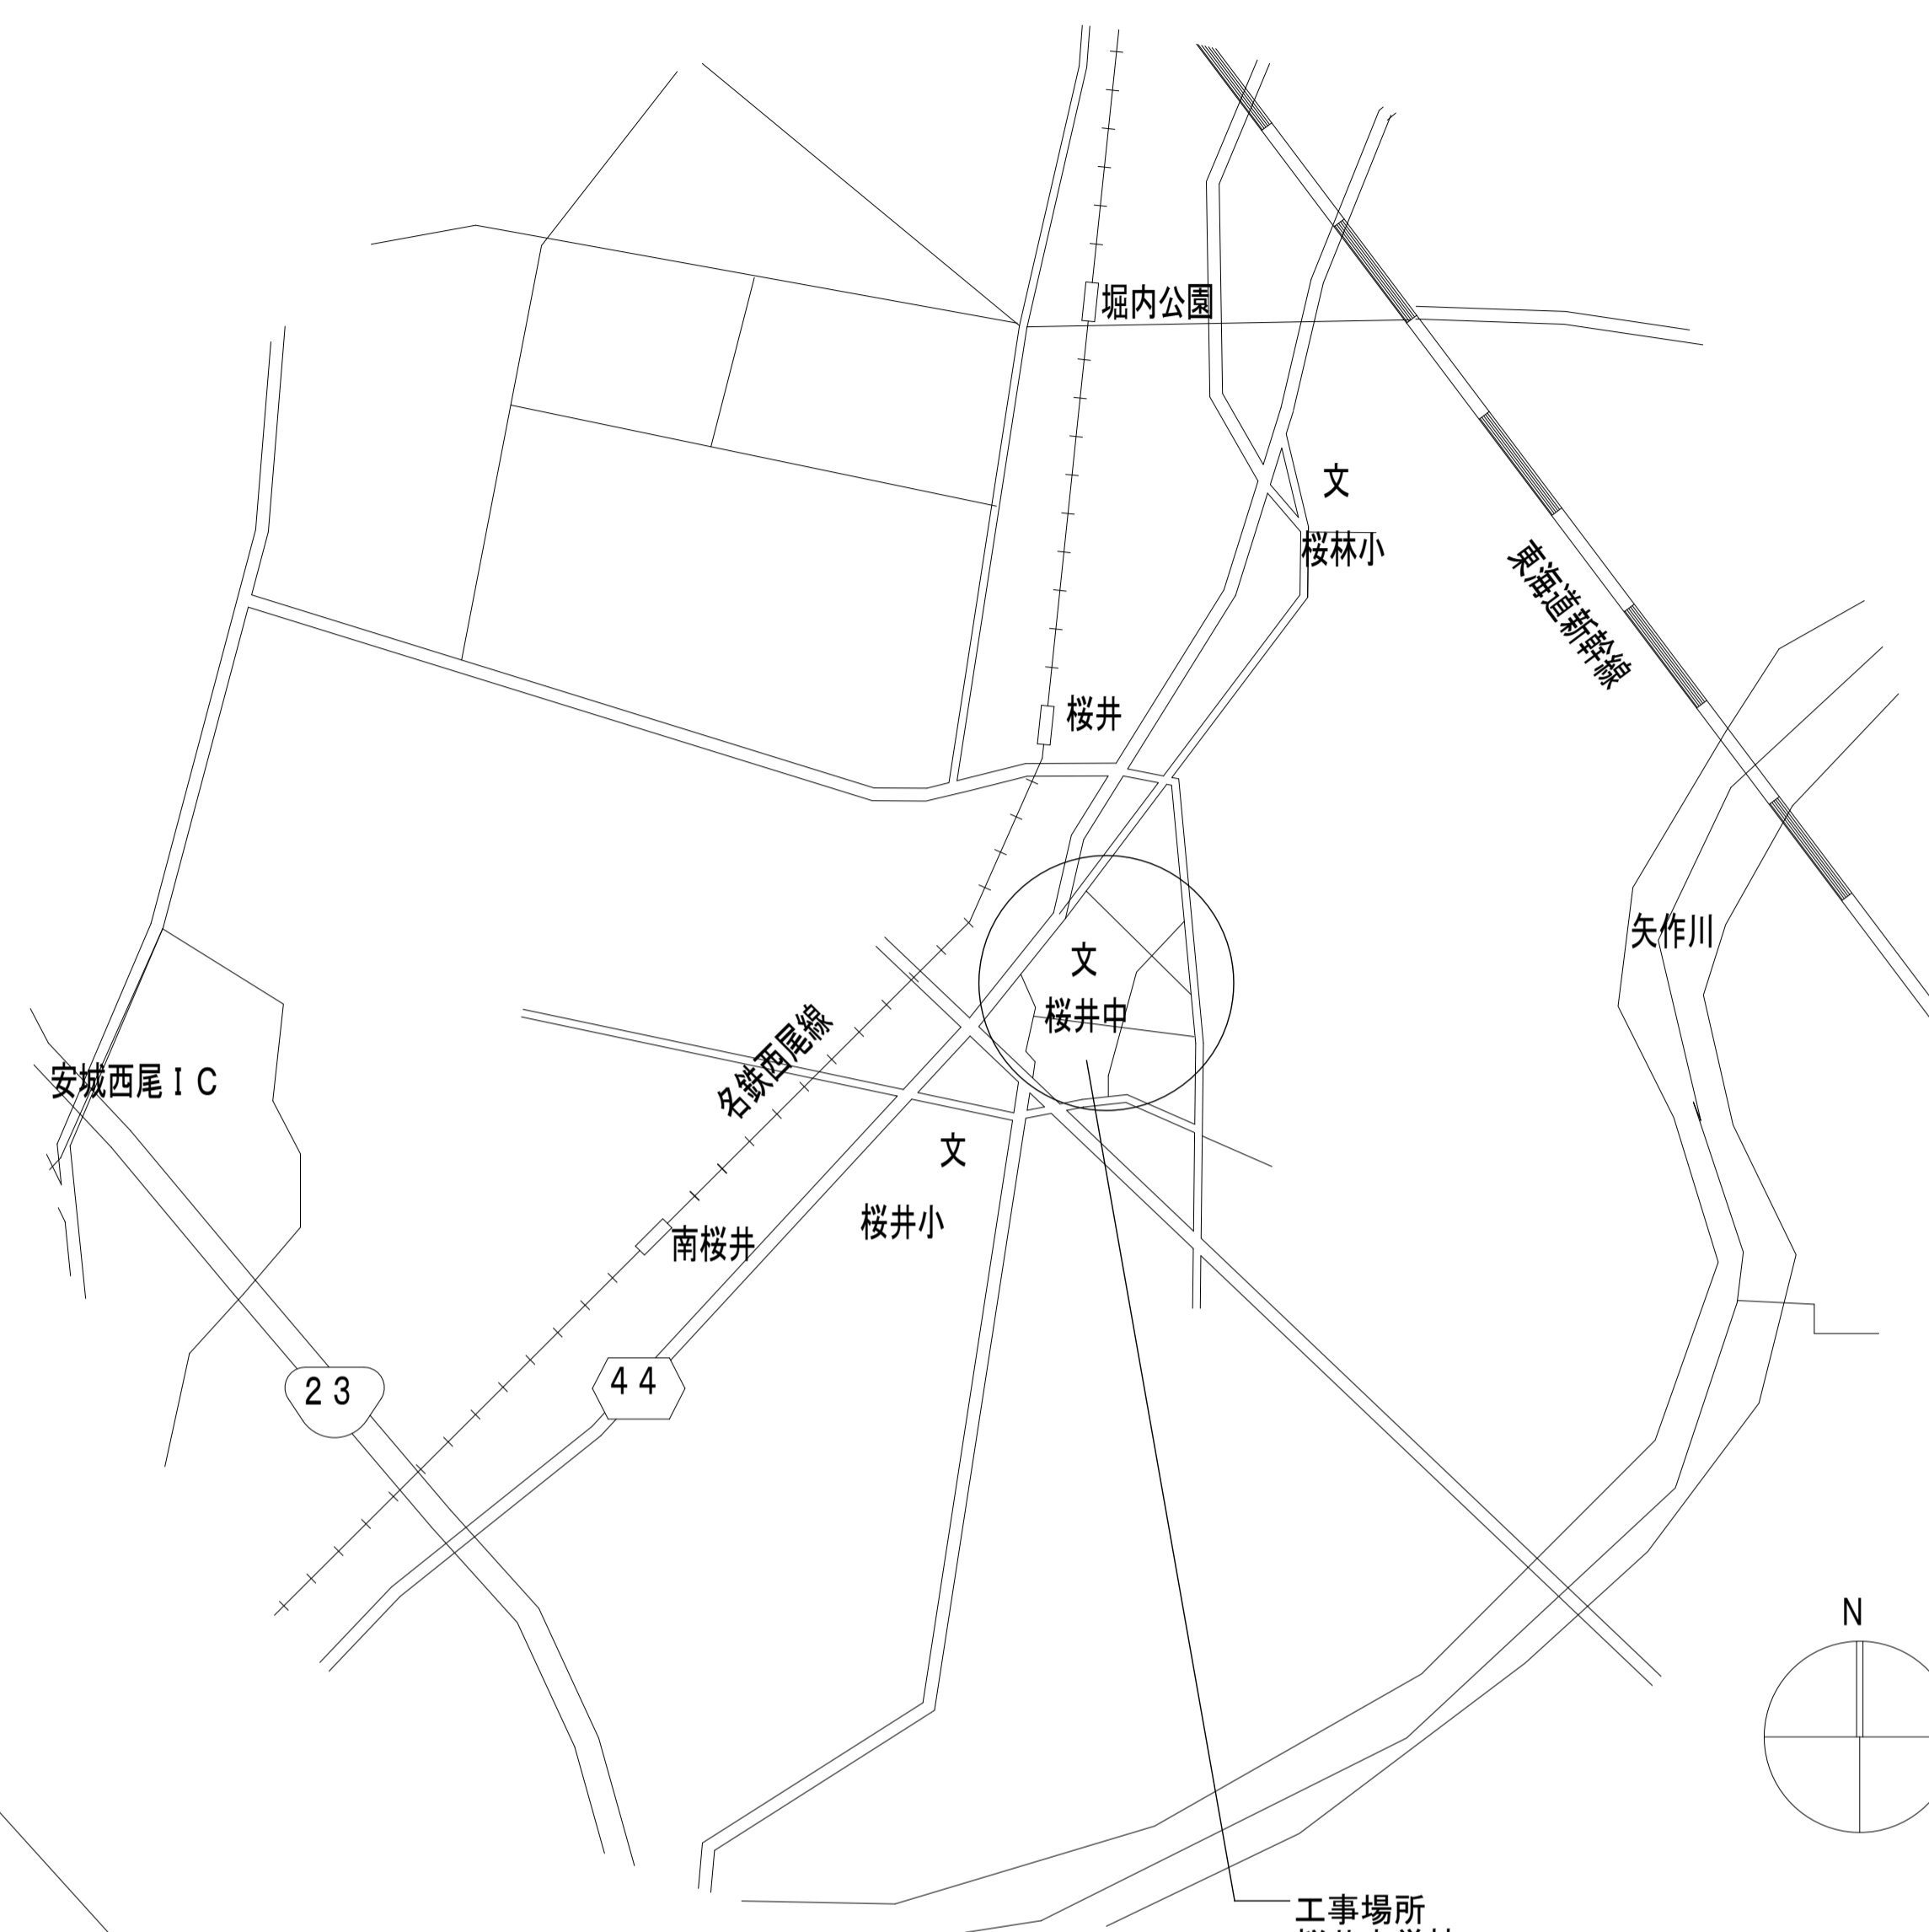 堀内公園
文
桜林小
東海道新幹線
桜井
矢作川
文
桜井中
名鉄西尾線
安城西尾ＩＣ
文
桜井小
南桜井
２３
４４
N
工事場所